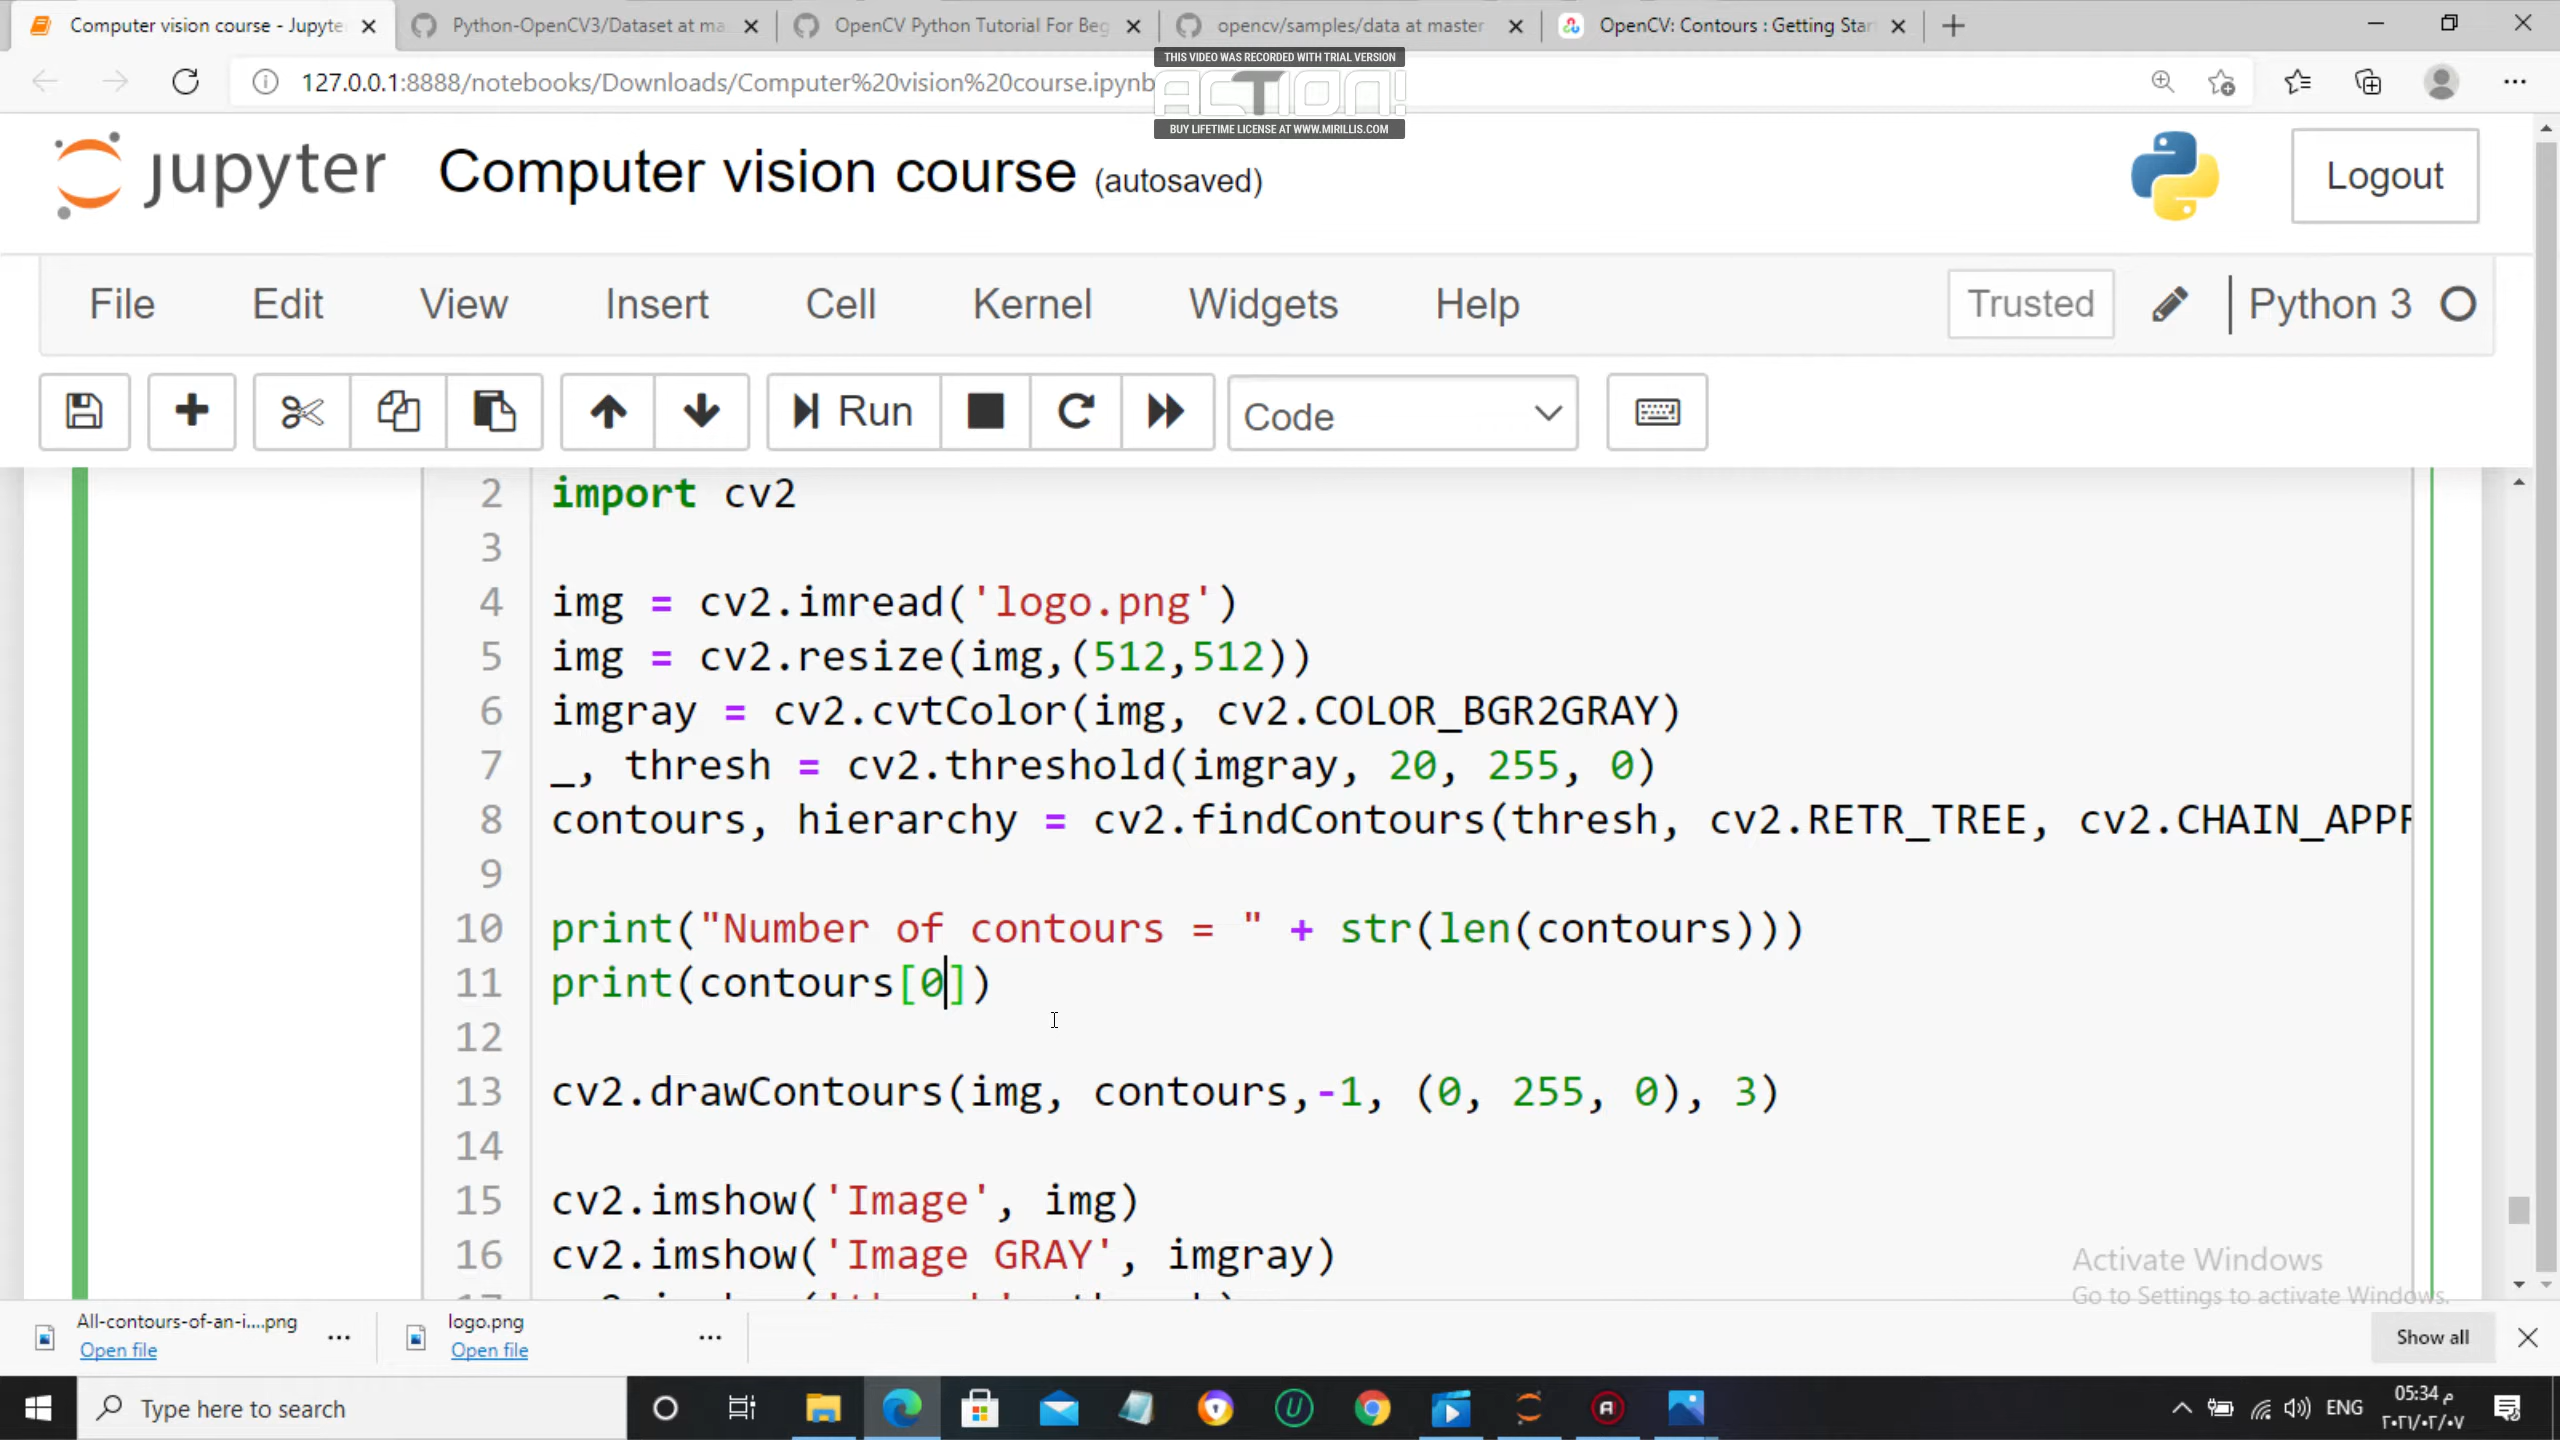 Computer vision course - Jupyte
Python-OpenCV3/Dataset at ma
OpenCV Python Tutorial For Beg
opencv/samples/data at master
OpenCV: Contours : Getting Star
THIS VIDEO WAS RECORDED WITH TRIAL VERSION
ACTION!
BUY LIFETIME LICENSE AT WWW.MIRILLIS.COM
127.0.0.1:8888/notebooks/Downloads/Computer%20vision%20course.ipynb
jupyter Computer vision course (autosaved)
Logout
File Edit View Insert Cell Kernel Widgets Help
Trusted
Python 3
Run
Code
2 import cv2
3
4 img = cv2.imread('logo.png')
5 img = cv2.resize(img,(512,512))
6 imgray = cv2.cvtColor(img, cv2.COLOR_BGR2GRAY)
7 _, thresh = cv2.threshold(imgray, 20, 255, 0)
8 contours, hierarchy = cv2.findContours(thresh, cv2.RETR_TREE, cv2.CHAIN_APPR
9
10 print("Number of contours = " + str(len(contours)))
11 print(contours[0])
12
13 cv2.drawContours(img, contours,-1, (0, 255, 0), 3)
14
15 cv2.imshow('Image', img)
16 cv2.imshow('Image GRAY', imgray)
Activate Windows
Go to Settings to activate Windows.
All-contours-of-an-i....png
Open file
logo.png
Open file
Show all
Type here to search
ENG
05:34 م
٢٠٢١/٠٢/٠٧